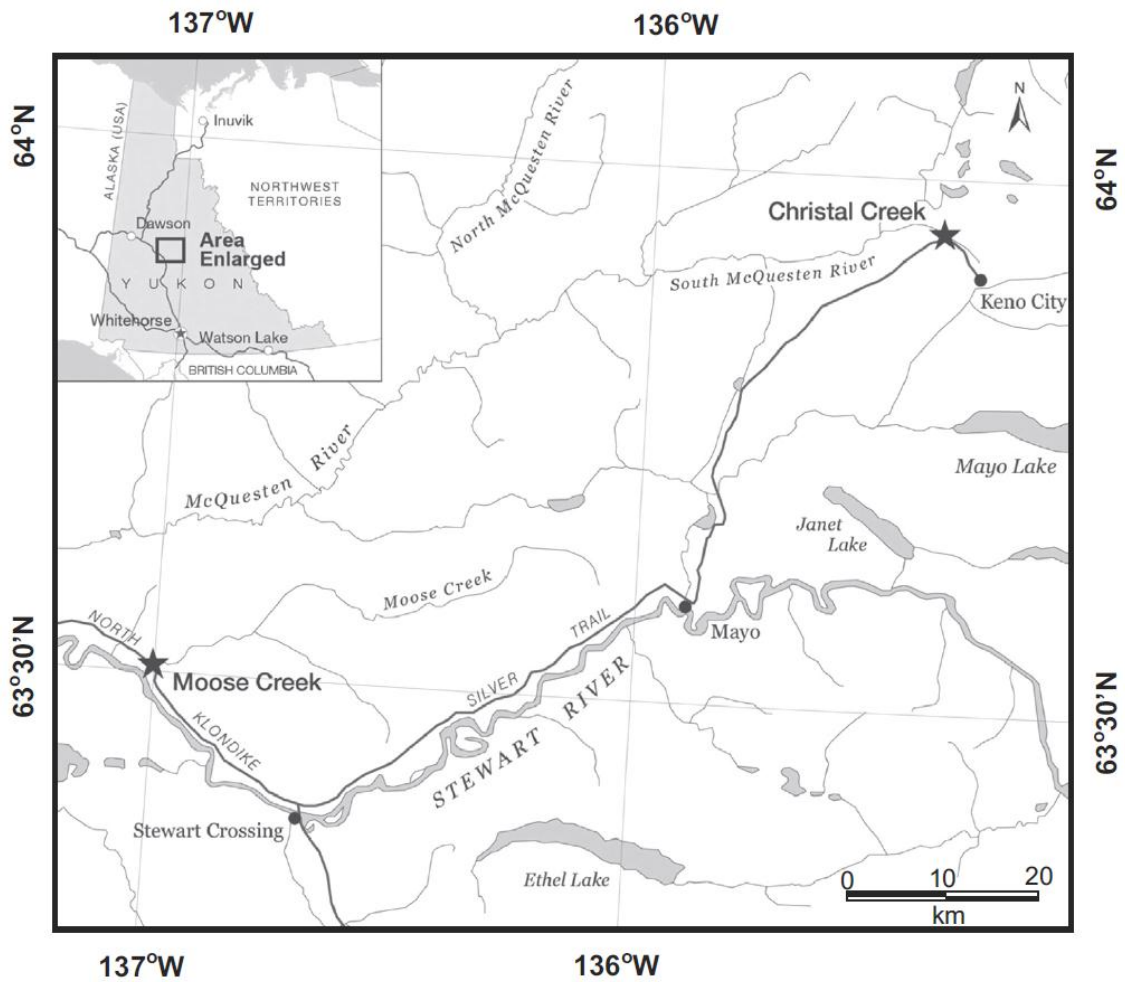 137°W
136°W
64°N
64°N
63°30'N
63°30'N
137°W
136°W
ALASKA (USA)
Inuvik
NORTHWEST
TERRITORIES
Dawson
Area
Enlarged
YUKON
Whitehorse
Watson Lake
BRITISH COLUMBIA
N
North McQuesten River
Christal Creek
South McQuesten River
Keno City
McQuesten River
Mayo Lake
Janet
Lake
Moose Creek
NORTH
KLONDIKE
Moose Creek
SILVER TRAIL
Mayo
STEWART RIVER
Stewart Crossing
Ethel Lake
0 10 20
km